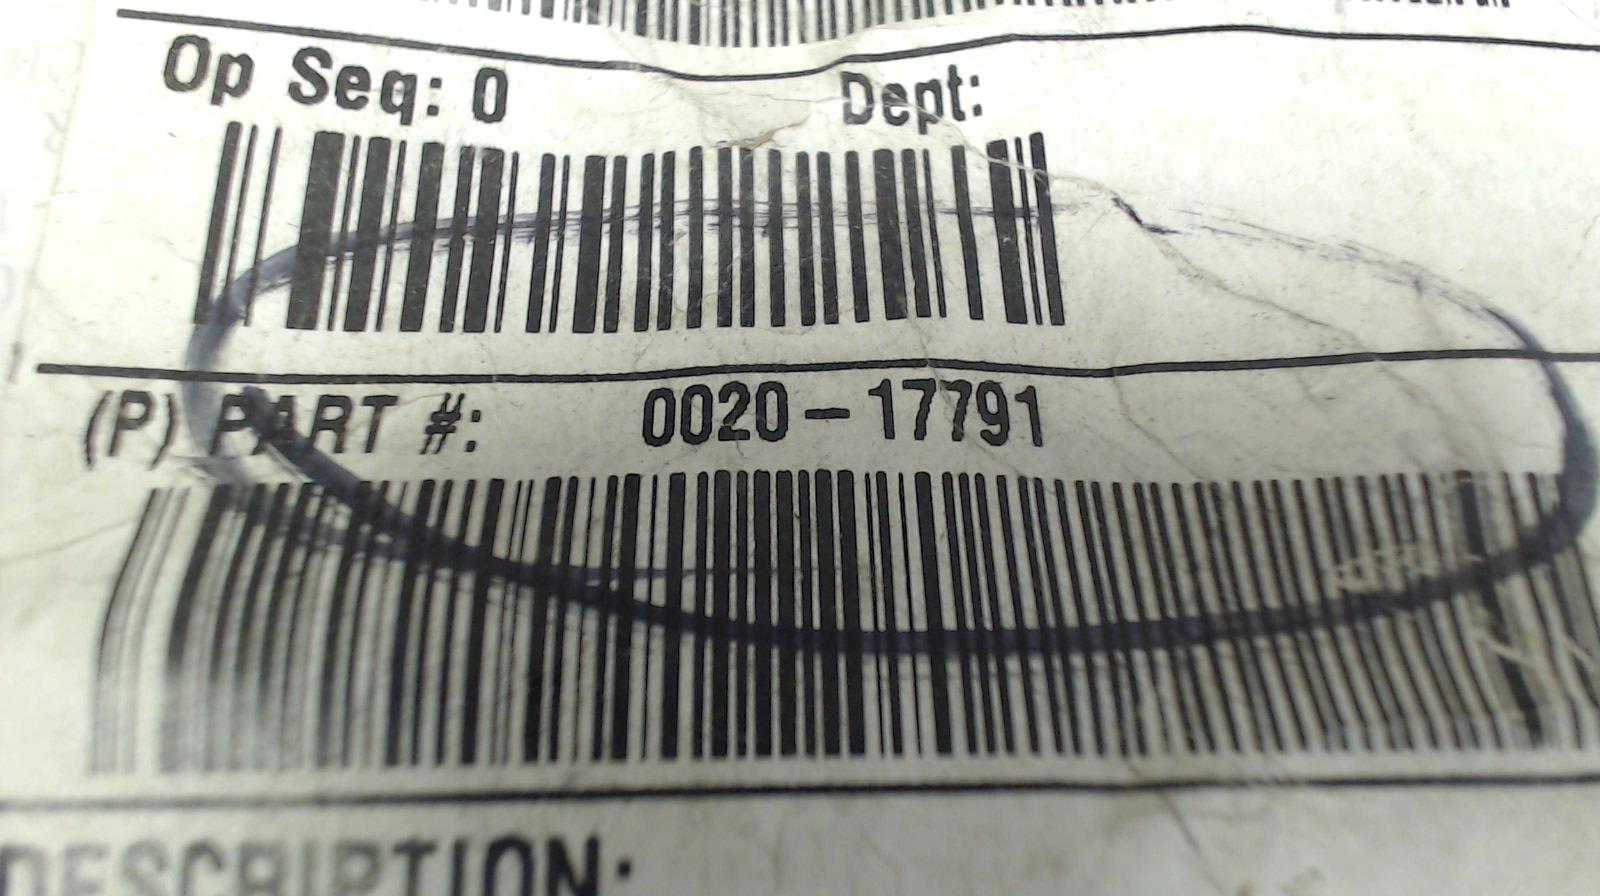 Op Seq: 0 Dept:
(P) PART #: 0020-17791
DESCRIPTION: